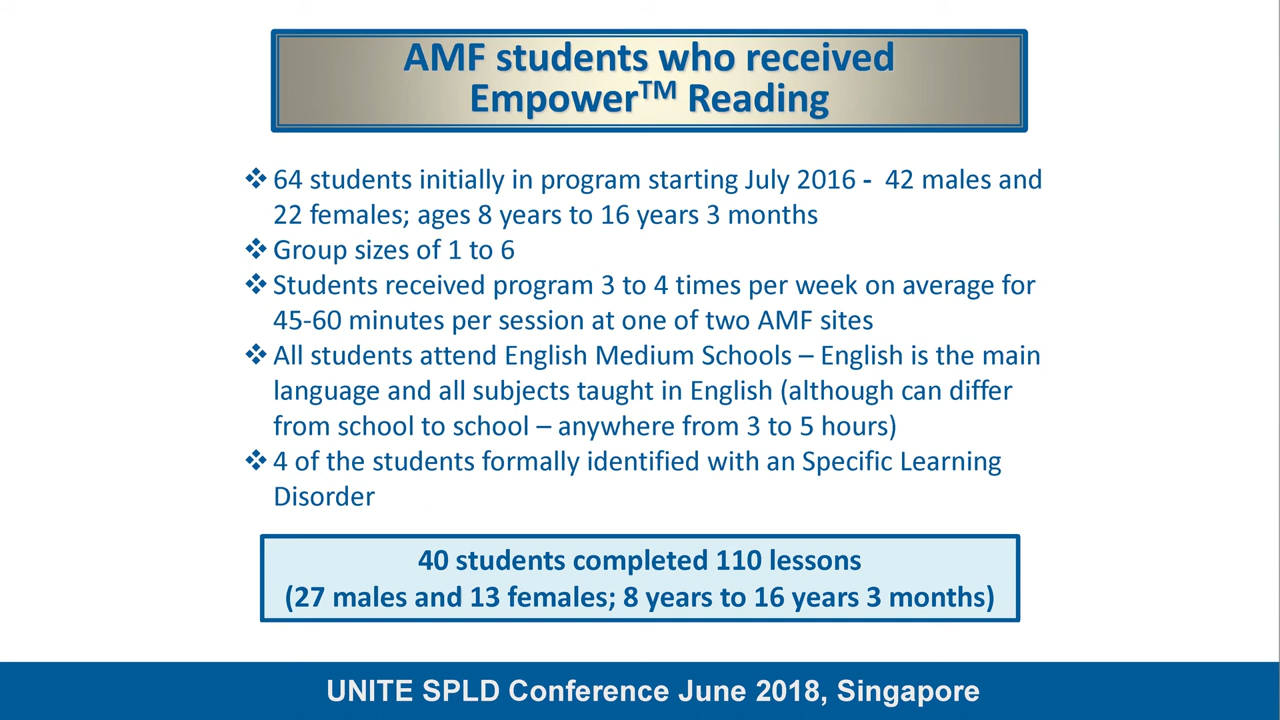 AMF students who received
Empower™ Reading
❖ 64 students initially in program starting July 2016 - 42 males and
22 females; ages 8 years to 16 years 3 months
❖ Group sizes of 1 to 6
❖ Students received program 3 to 4 times per week on average for
45-60 minutes per session at one of two AMF sites
❖ All students attend English Medium Schools – English is the main
language and all subjects taught in English (although can differ
from school to school – anywhere from 3 to 5 hours)
❖ 4 of the students formally identified with an Specific Learning
Disorder
40 students completed 110 lessons
(27 males and 13 females; 8 years to 16 years 3 months)
UNITE SPLD Conference June 2018, Singapore